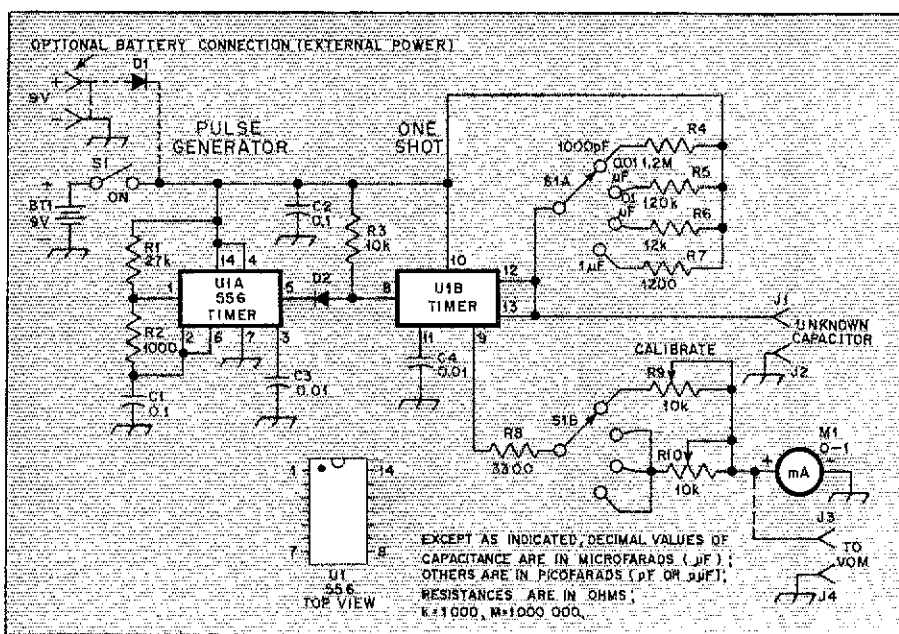 OPTIONAL BATTERY CONNECTION (EXTERNAL POWER)
D1
+
9V
PULSE
GENERATOR
ONE
SHOT
S1
ON
+
BT1
9V
C2
0.1
R3
10k
R1
27k
14 4
1
U1A
556
TIMER
5
D2
8
10
U1B
TIMER
12
13
R2
1000
2 6 7 3
11
9
C1
0.1
C3
0.01
C4
0.01
1000pF
R4
0.01
1.2M
µF
S1A
R5
0.1
120k
µF
R6
12k
1µF
R7
1200
J1
UNKNOWN
CAPACITOR
J2
CALIBRATE
R9
10k
S1B
R8
3300
R10
10k
M1
0-1
+
mA
J3
TO
VOM
J4
1
14
7
8
U1
556
TOP VIEW
EXCEPT AS INDICATED, DECIMAL VALUES OF
CAPACITANCE ARE IN MICROFARADS (µF);
OTHERS ARE IN PICOFARADS (pF OR µµF);
RESISTANCES ARE IN OHMS;
K=1000, M=1000 000.